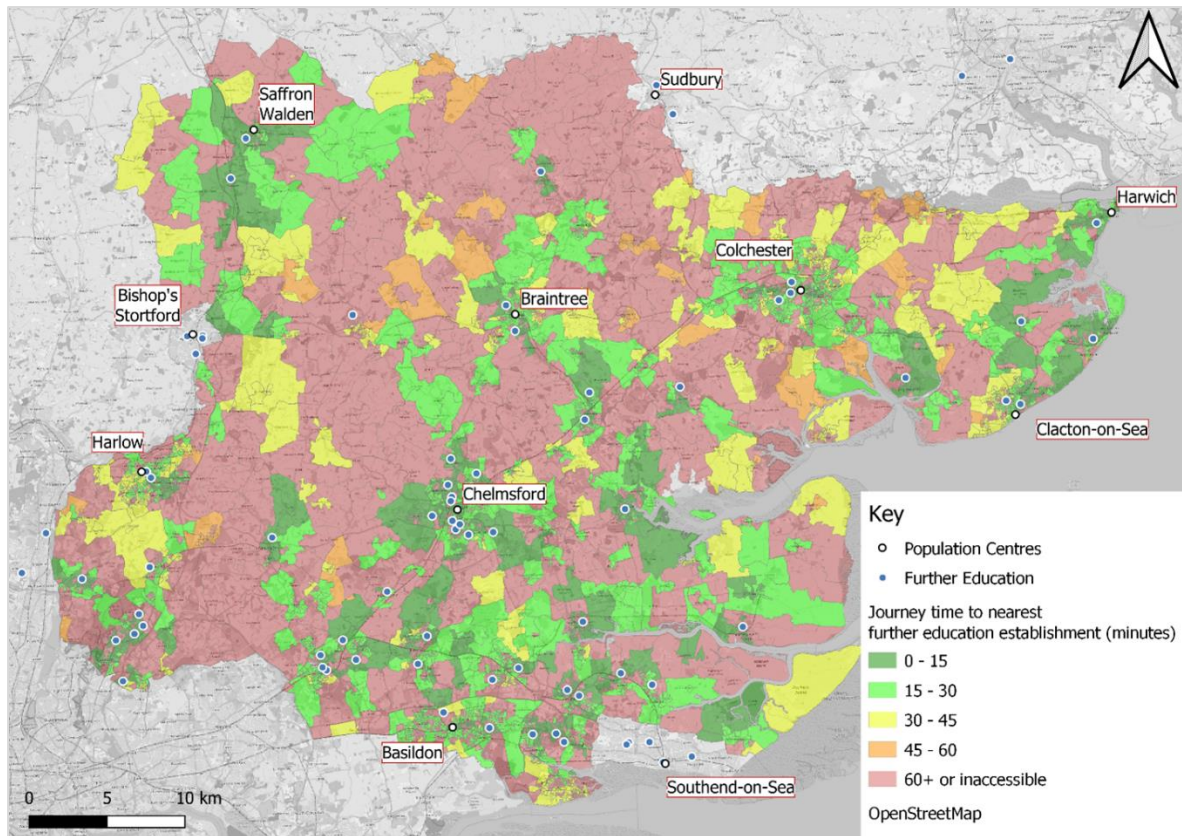 Sudbury
Saffron
Walden
Harwich
Colchester
Bishop's
Stortford
Braintree
Clacton-on-Sea
Harlow
Chelmsford
Basildon
Southend-on-Sea
Key
Population Centres
Further Education
Journey time to nearest
further education establishment (minutes)
0 - 15
15 - 30
30 - 45
45 - 60
60+ or inaccessible
OpenStreetMap
0 5 10 km